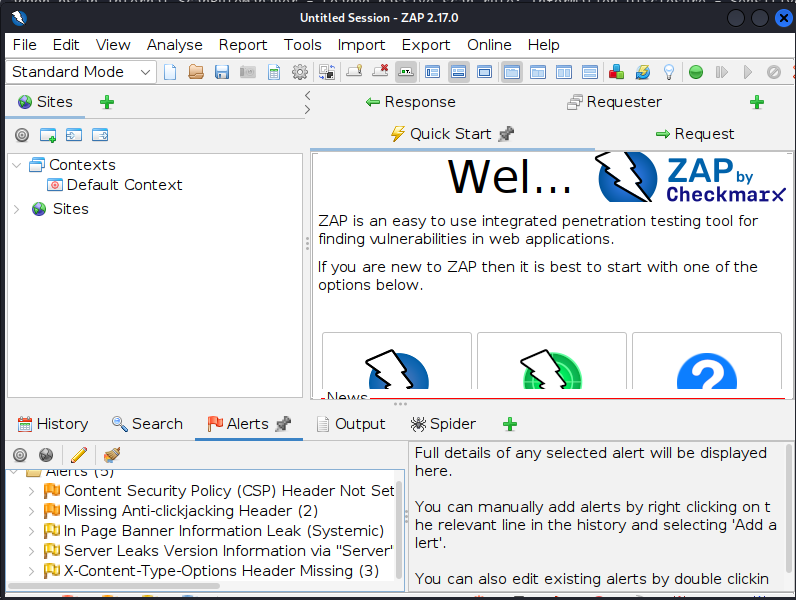 Untitled Session - ZAP 2.17.0
File Edit View Analyse Report Tools Import Export Online Help
Standard Mode
Sites
Response
Requester
Quick Start
Request
Contexts
Default Context
Sites
Wel...
ZAP by
Checkmarx
ZAP is an easy to use integrated penetration testing tool for
finding vulnerabilities in web applications.
If you are new to ZAP then it is best to start with one of the
options below.
News
History
Search
Alerts
Output
Spider
Alerts (5)
Content Security Policy (CSP) Header Not Set
Missing Anti-clickjacking Header (2)
In Page Banner Information Leak (Systemic)
Server Leaks Version Information via "Server"
X-Content-Type-Options Header Missing (3)
Full details of any selected alert will be displayed
here.
You can manually add alerts by right clicking on t
he relevant line in the history and selecting 'Add a
lert'.
You can also edit existing alerts by double clickin